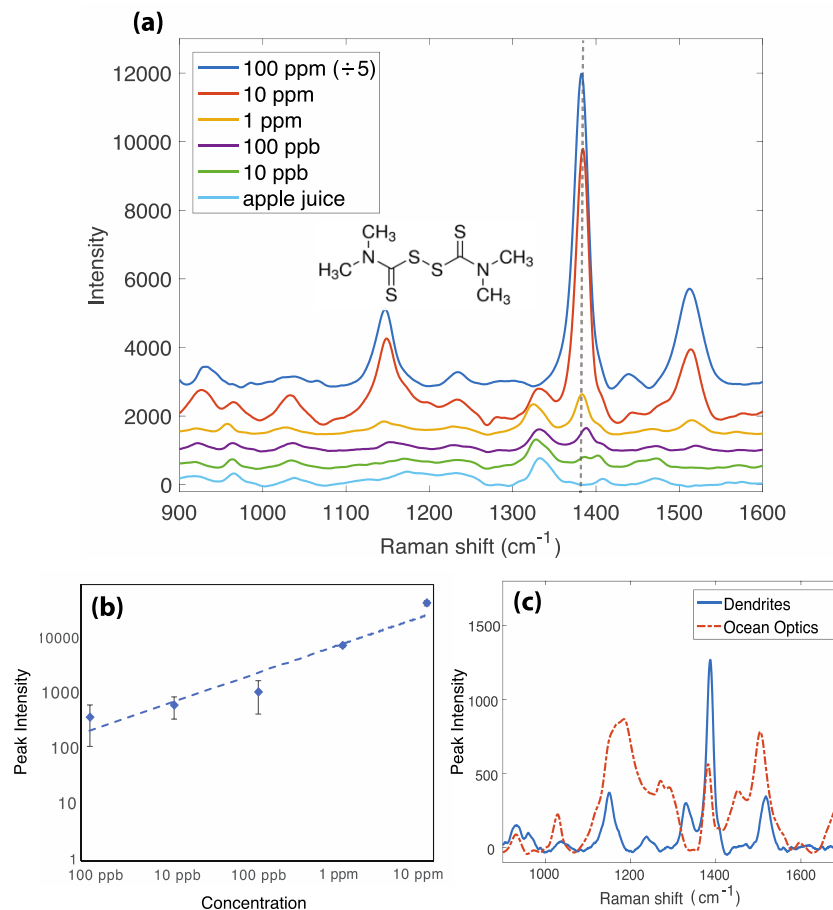 (a)
100 ppm (÷5)
10 ppm
1 ppm
100 ppb
10 ppb
apple juice
12000
10000
8000
6000
4000
2000
0
Intensity
CH3
H3C N S S S S N CH3
CH3
900 1000 1100 1200 1300 1400 1500 1600
Raman shift (cm-1)
(b)
10000
1000
100
10
1
Peak Intensity
100 ppb 10 ppb 100 ppb 1 ppm 10 ppm
Concentration
(c)
Dendrites
Ocean Optics
1500
1000
500
0
Peak Intensity
1000 1200 1400 1600
Raman shift (cm-1)